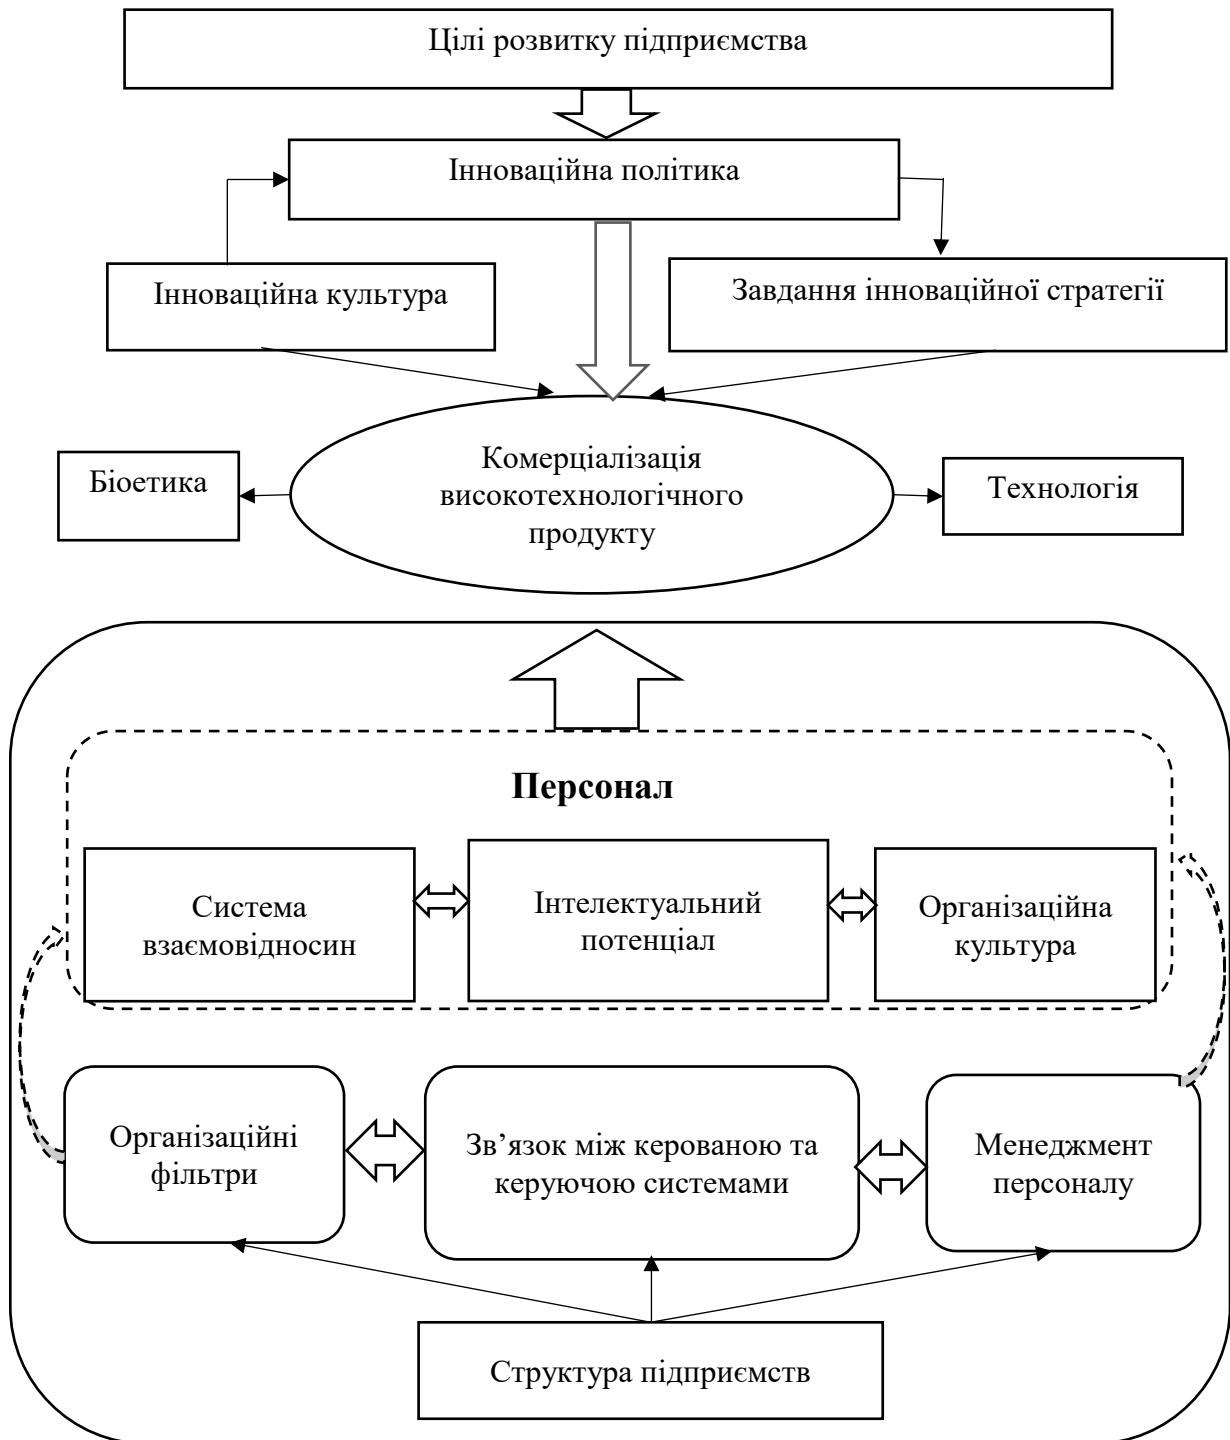 Цілі розвитку підприємства
Інноваційна політика
Інноваційна культура
Завдання інноваційної стратегії
Комерціалізація
високотехнологічного
продукту
Біоетика
Технологія
Персонал
Система
взаємовідносин
Інтелектуальний
потенціал
Організаційна
культура
Організаційні
фільтри
Зв’язок між керованою та
керуючою системами
Менеджмент
персоналу
Структура підприємств